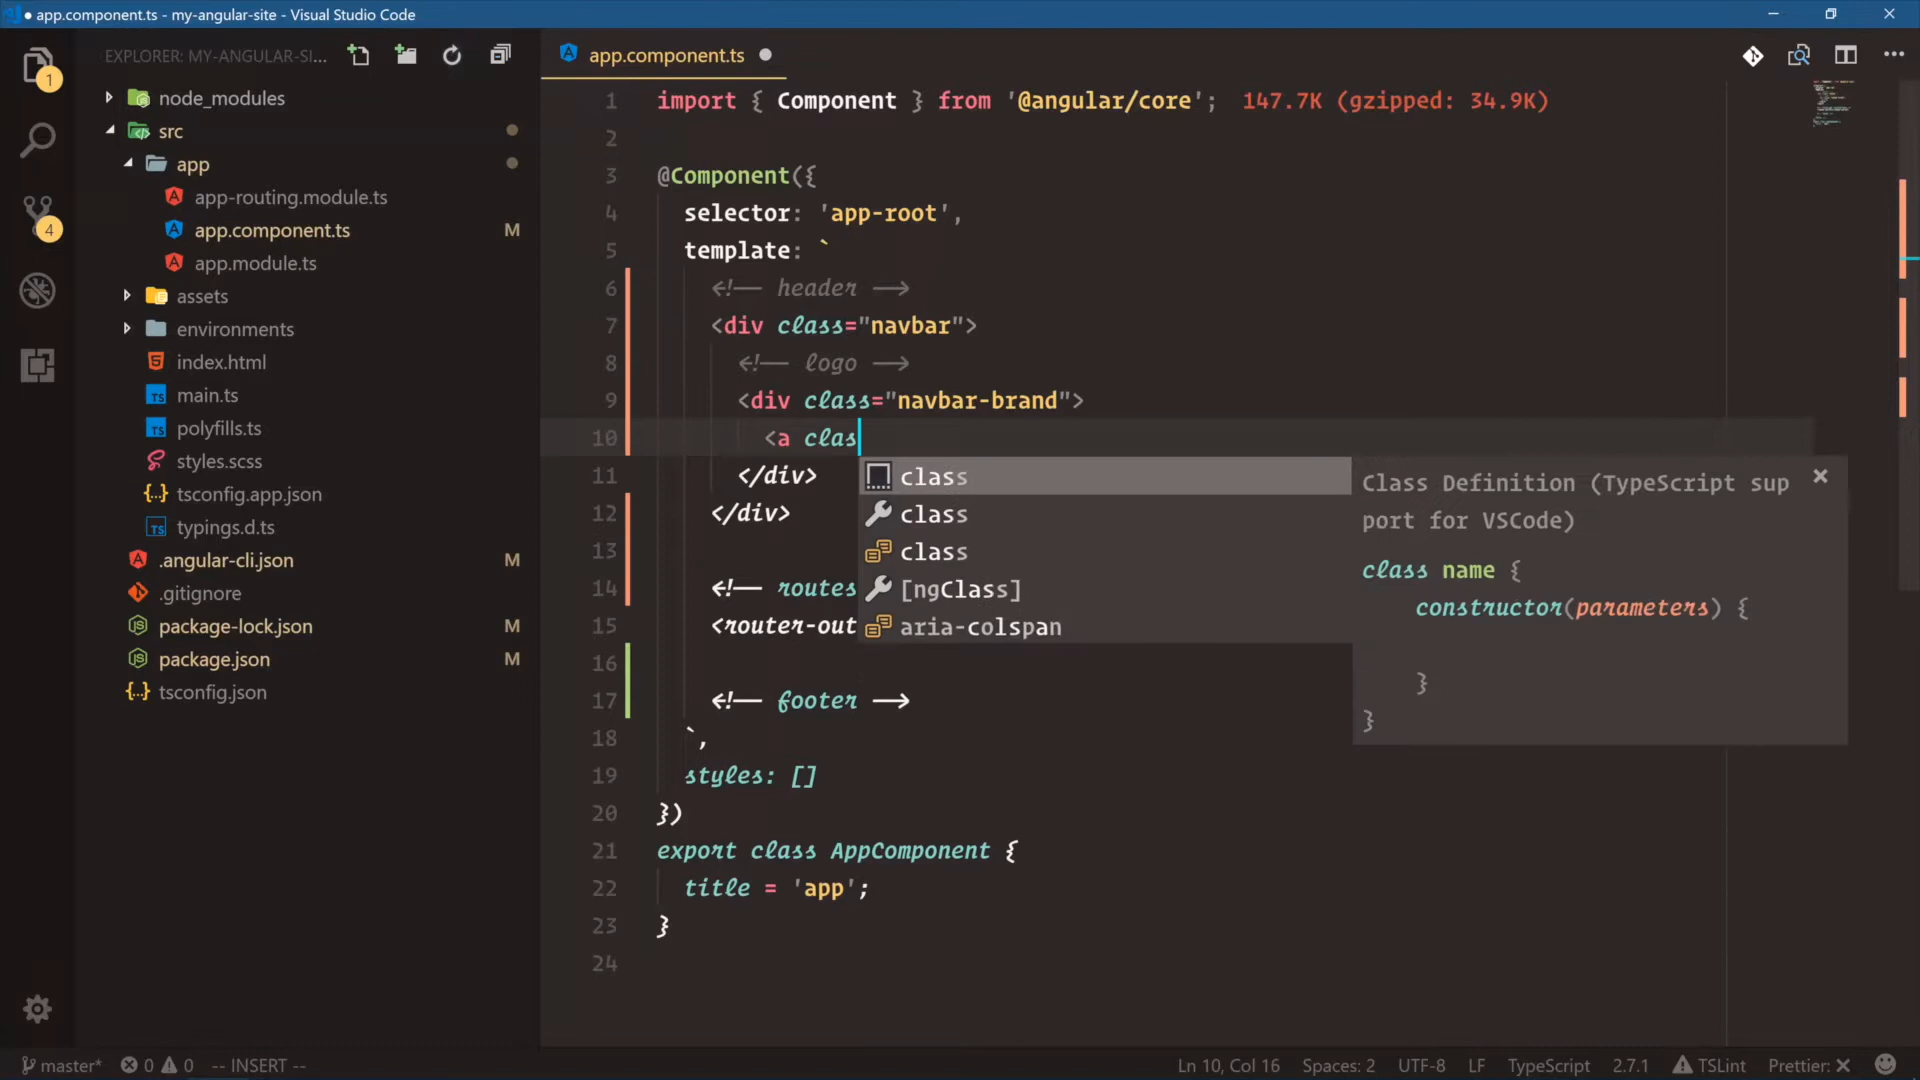 app.component.ts - my-angular-site - Visual Studio Code
EXPLORER: MY-ANGULAR-SI...
app.component.ts
1
4
node_modules
src
app
app-routing.module.ts
app.component.ts M
app.module.ts
assets
environments
index.html
main.ts
polyfills.ts
styles.scss
tsconfig.app.json
typings.d.ts
.angular-cli.json M
.gitignore
package-lock.json M
package.json M
tsconfig.json
1 import { Component } from '@angular/core'; 147.7K (gzipped: 34.9K)
2
3 @Component({
4 selector: 'app-root',
5 template: `
6 <!-- header -->
7 <div class="navbar">
8 <!-- logo -->
9 <div class="navbar-brand">
10 <a clas
11 </div>
12 </div>
13
14 <!-- routes
15 <router-out
16
17 <!-- footer -->
18 `,
19 styles: []
20 })
21 export class AppComponent {
22 title = 'app';
23 }
24
class
class
class
[ngClass]
aria-colspan
Class Definition (TypeScript sup
port for VSCode)
class name {
constructor(parameters) {
}
}
master* 0 0 -- INSERT -- Ln 10, Col 16 Spaces: 2 UTF-8 LF TypeScript 2.7.1 TSLint Prettier: ✕